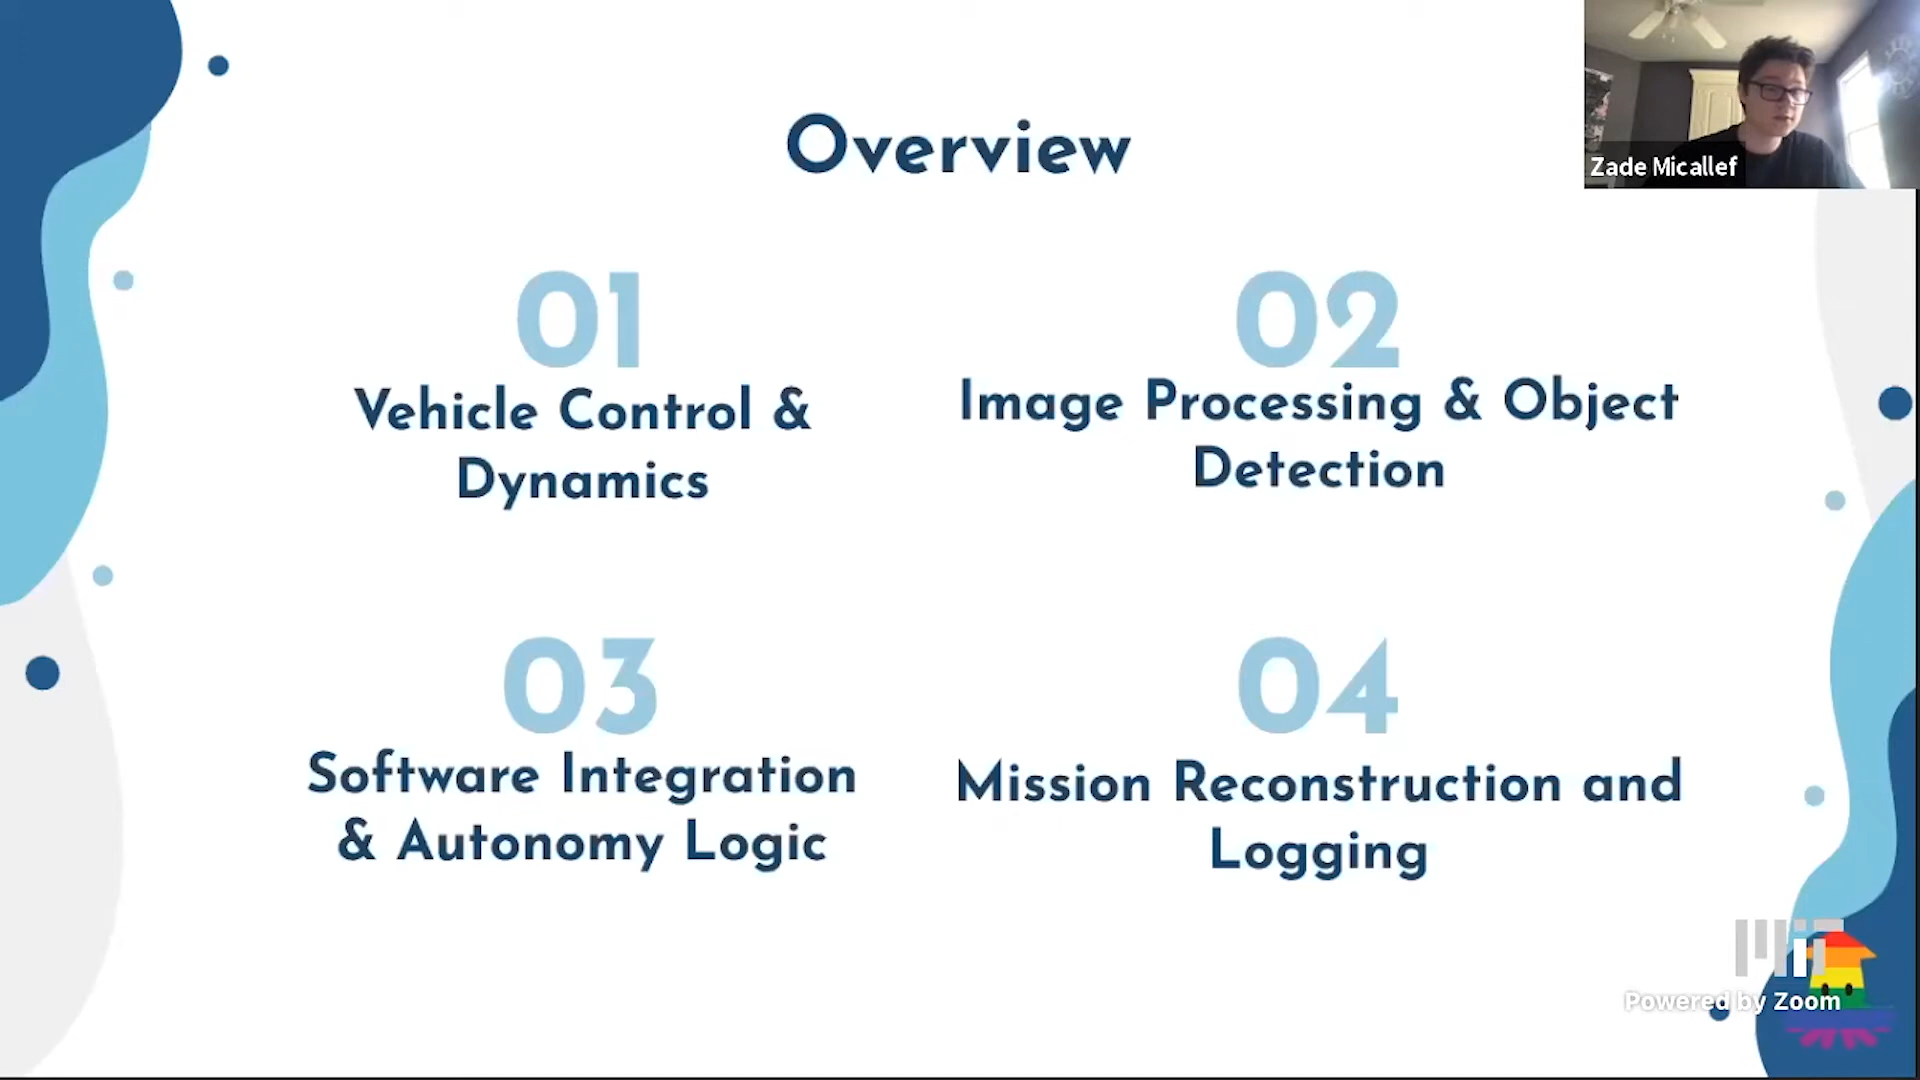 Overview
Zade Micallef
01
Vehicle Control &
Dynamics
02
Image Processing & Object
Detection
03
Software Integration
& Autonomy Logic
04
Mission Reconstruction and
Logging
MIT
Powered by Zoom